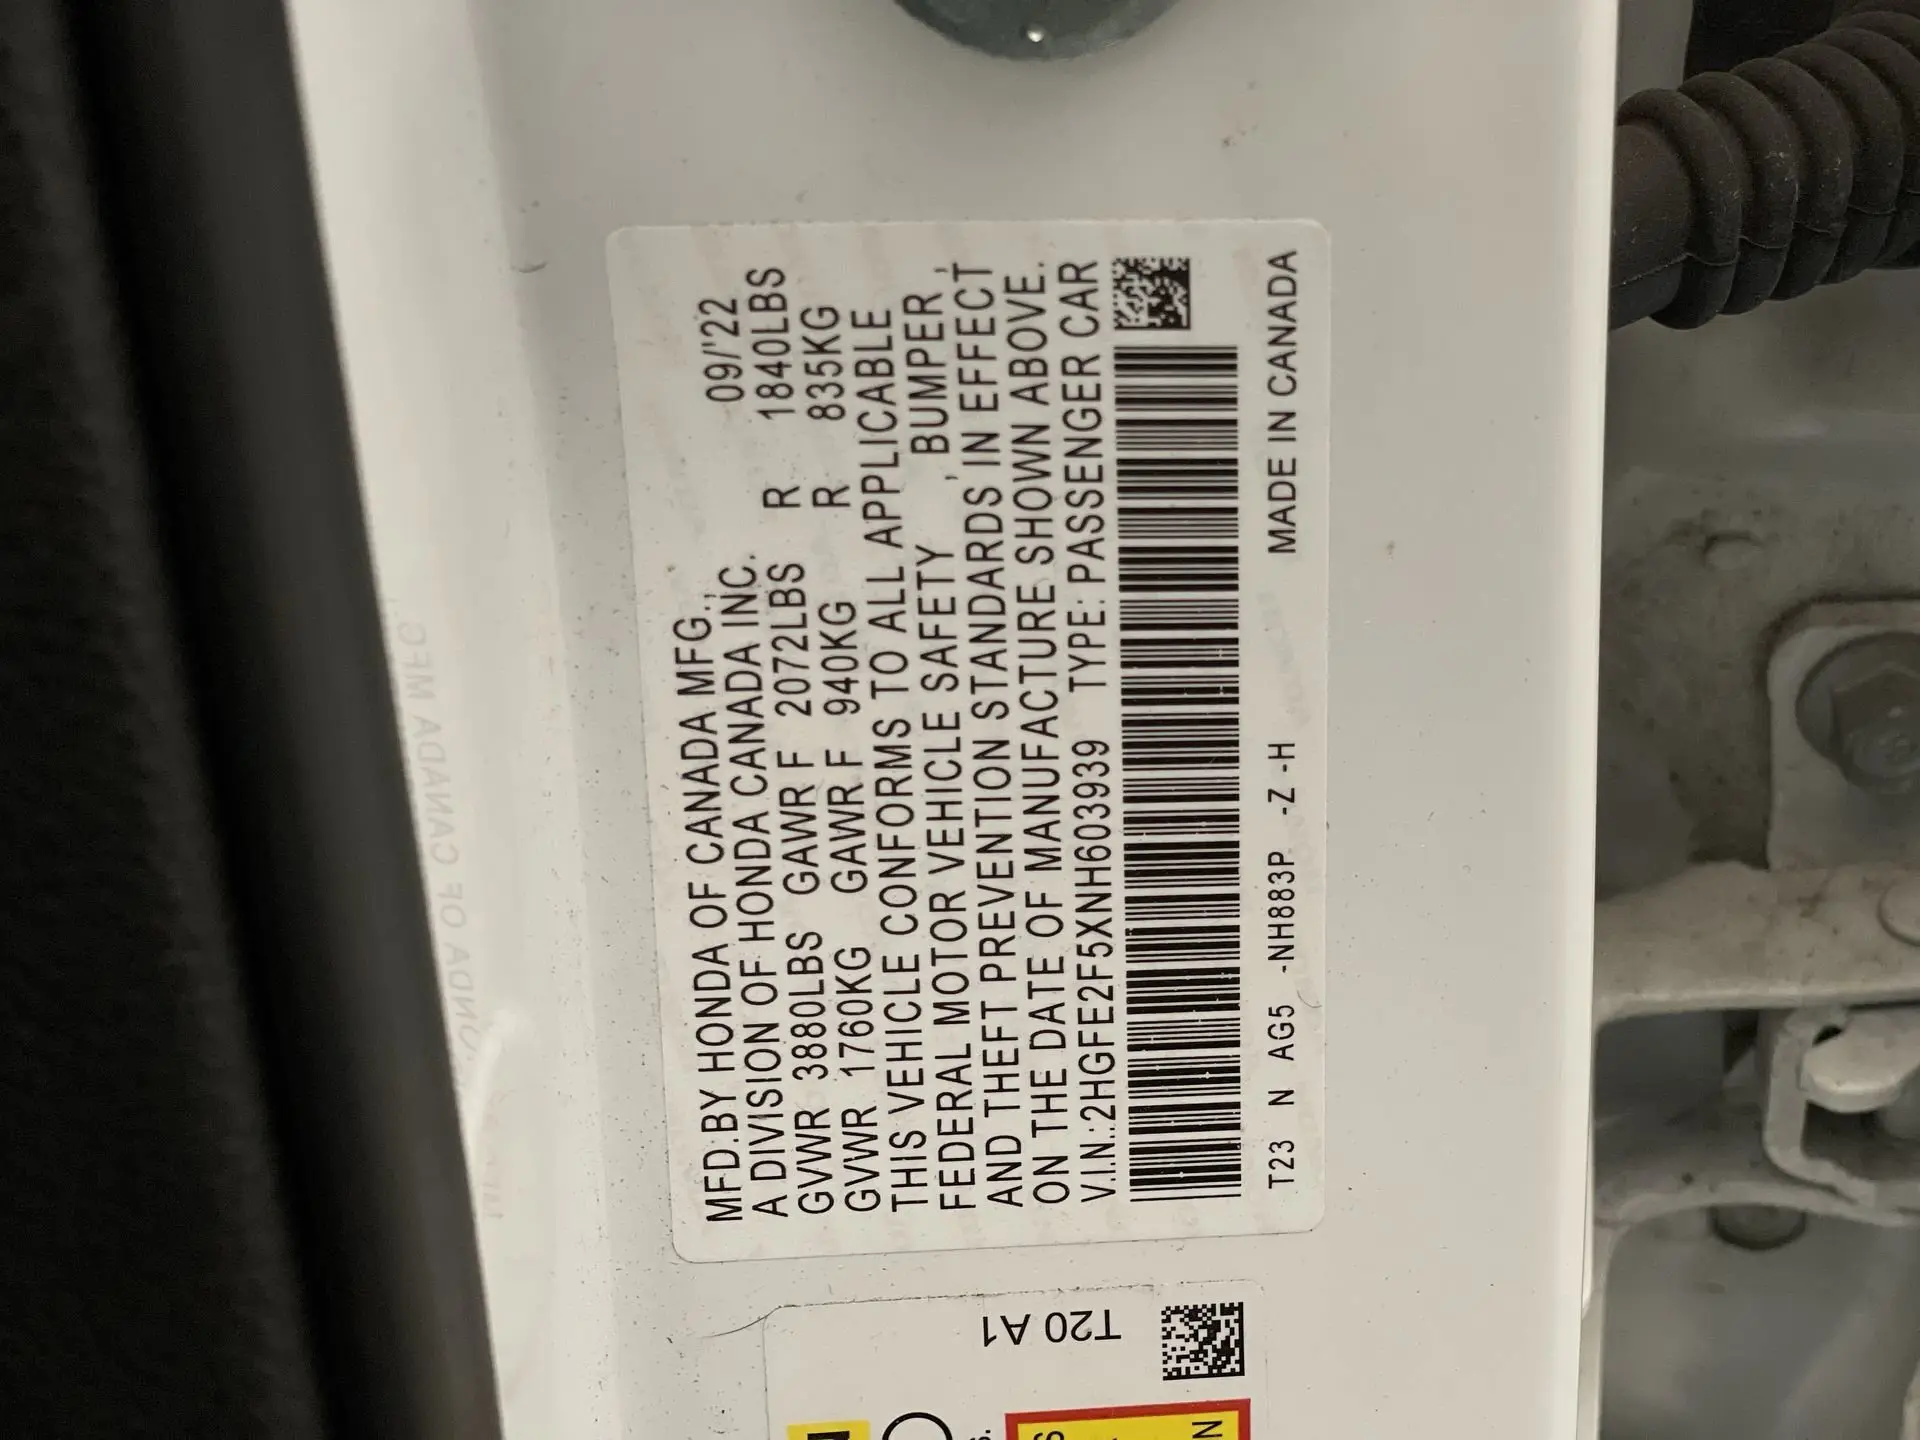 MFD.BY HONDA OF CANADA MFG.,
A DIVISION OF HONDA CANADA INC. 09/'22
GVWR 3880LBS GAWR F 2072LBS R 1840LBS
GVWR 1760KG GAWR F 940KG R 835KG
THIS VEHICLE CONFORMS TO ALL APPLICABLE
FEDERAL MOTOR VEHICLE SAFETY , BUMPER ,
AND THEFT PREVENTION STANDARDS IN EFFECT
ON THE DATE OF MANUFACTURE SHOWN ABOVE.
V.I.N.:2HGFE2F5XNH603939 TYPE: PASSENGER CAR
T23 N AG5 -NH883P -Z -H MADE IN CANADA
T20 A1